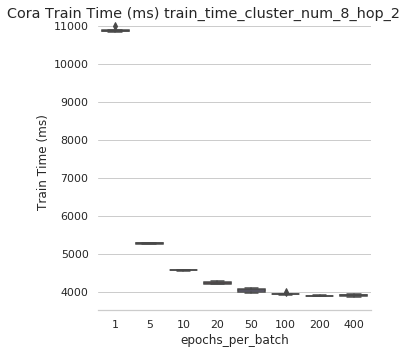 Cora Train Time (ms) train_time_cluster_num_8_hop_2
11000
10000
9000
8000
7000
6000
5000
4000
Train Time (ms)
1 5 10 20 50 100 200 400
epochs_per_batch